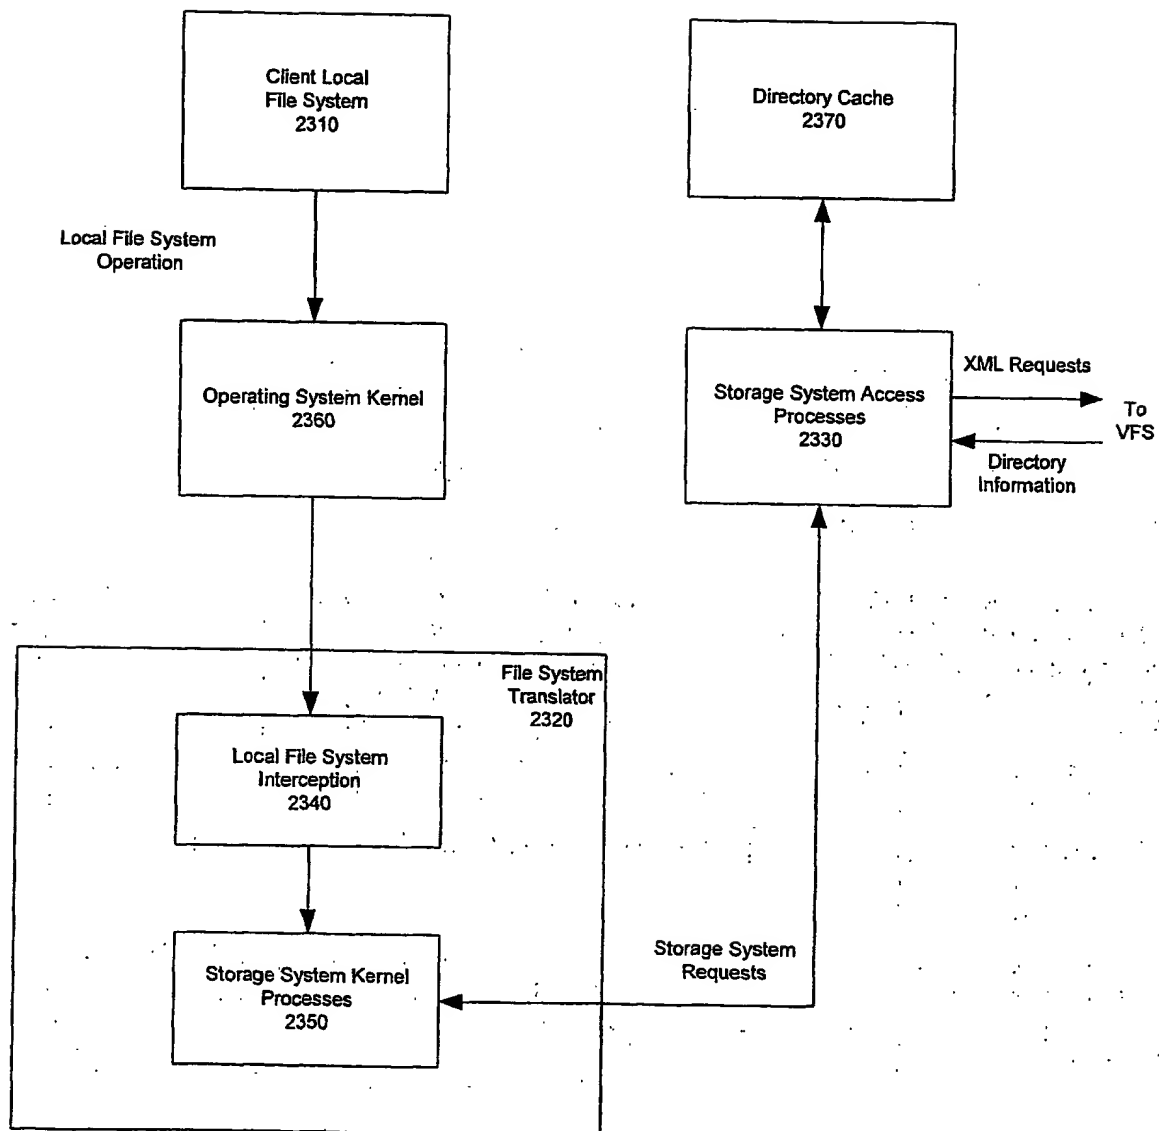 Client Local
File System
2310
Directory Cache
2370
Local File System
Operation
Operating System Kernel
2360
Storage System Access
Processes
2330
XML Requests
To
VFS
Directory
Information
File System
Translator
2320
Local File System
Interception
2340
Storage System Kernel
Processes
2350
Storage System
Requests